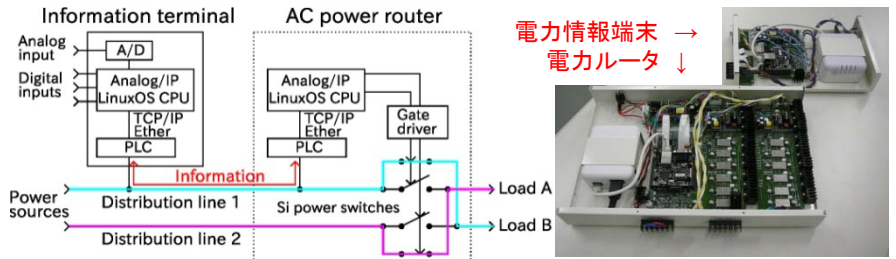 Information terminal
AC power router
Analog
input
A/D
Digital
inputs
Analog/IP
LinuxOS CPU
TCP/IP
Ether
PLC
Analog/IP
LinuxOS CPU
TCP/IP
Ether
PLC
Gate
driver
Information
Power
sources
Distribution line 1
Si power switches
Distribution line 2
Load A
Load B
電力情報端末 →
電力ルータ ↓